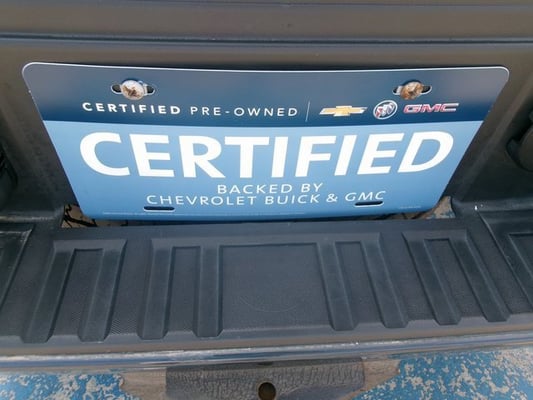 CERTIFIED PRE-OWNED | GMC
CERTIFIED
BACKED BY
CHEVROLET BUICK & GMC